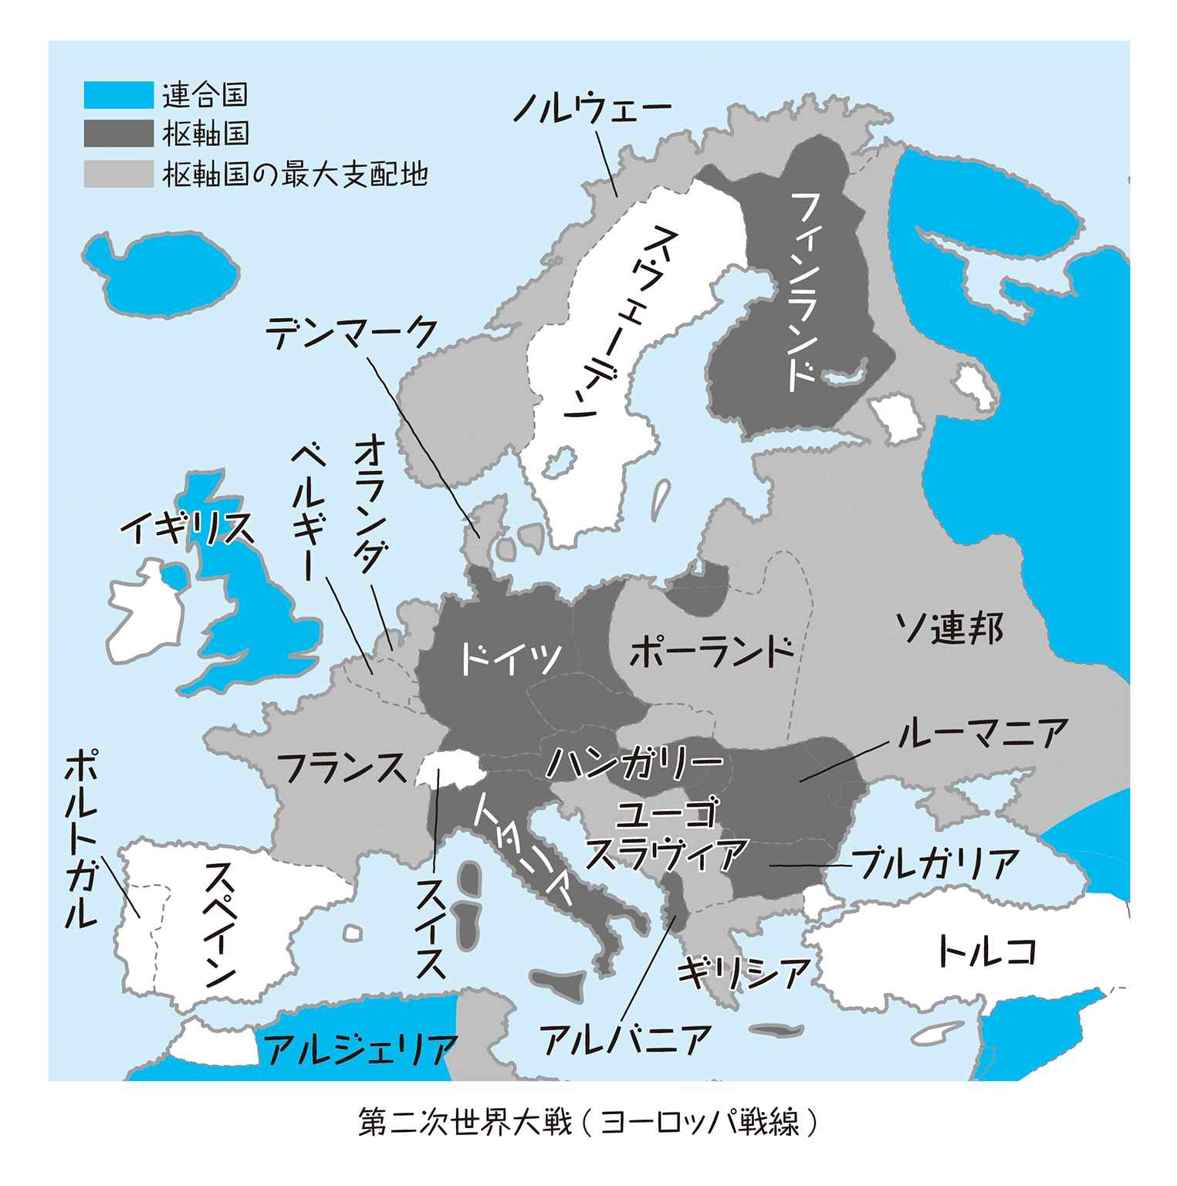 連合国
枢軸国
枢軸国の最大支配地
ノルウェー
スウェーデン
フィンランド
デンマーク
オランダ
ベルギー
イギリス
ドイツ
ポーランド
ソ連邦
ルーマニア
フランス
ハンガリー
ポルトガル
スペイン
スイス
イタリア
ユーゴ
スラヴィア
ブルガリア
トルコ
ギリシア
アルバニア
アルジェリア
第二次世界大戦(ヨーロッパ戦線)